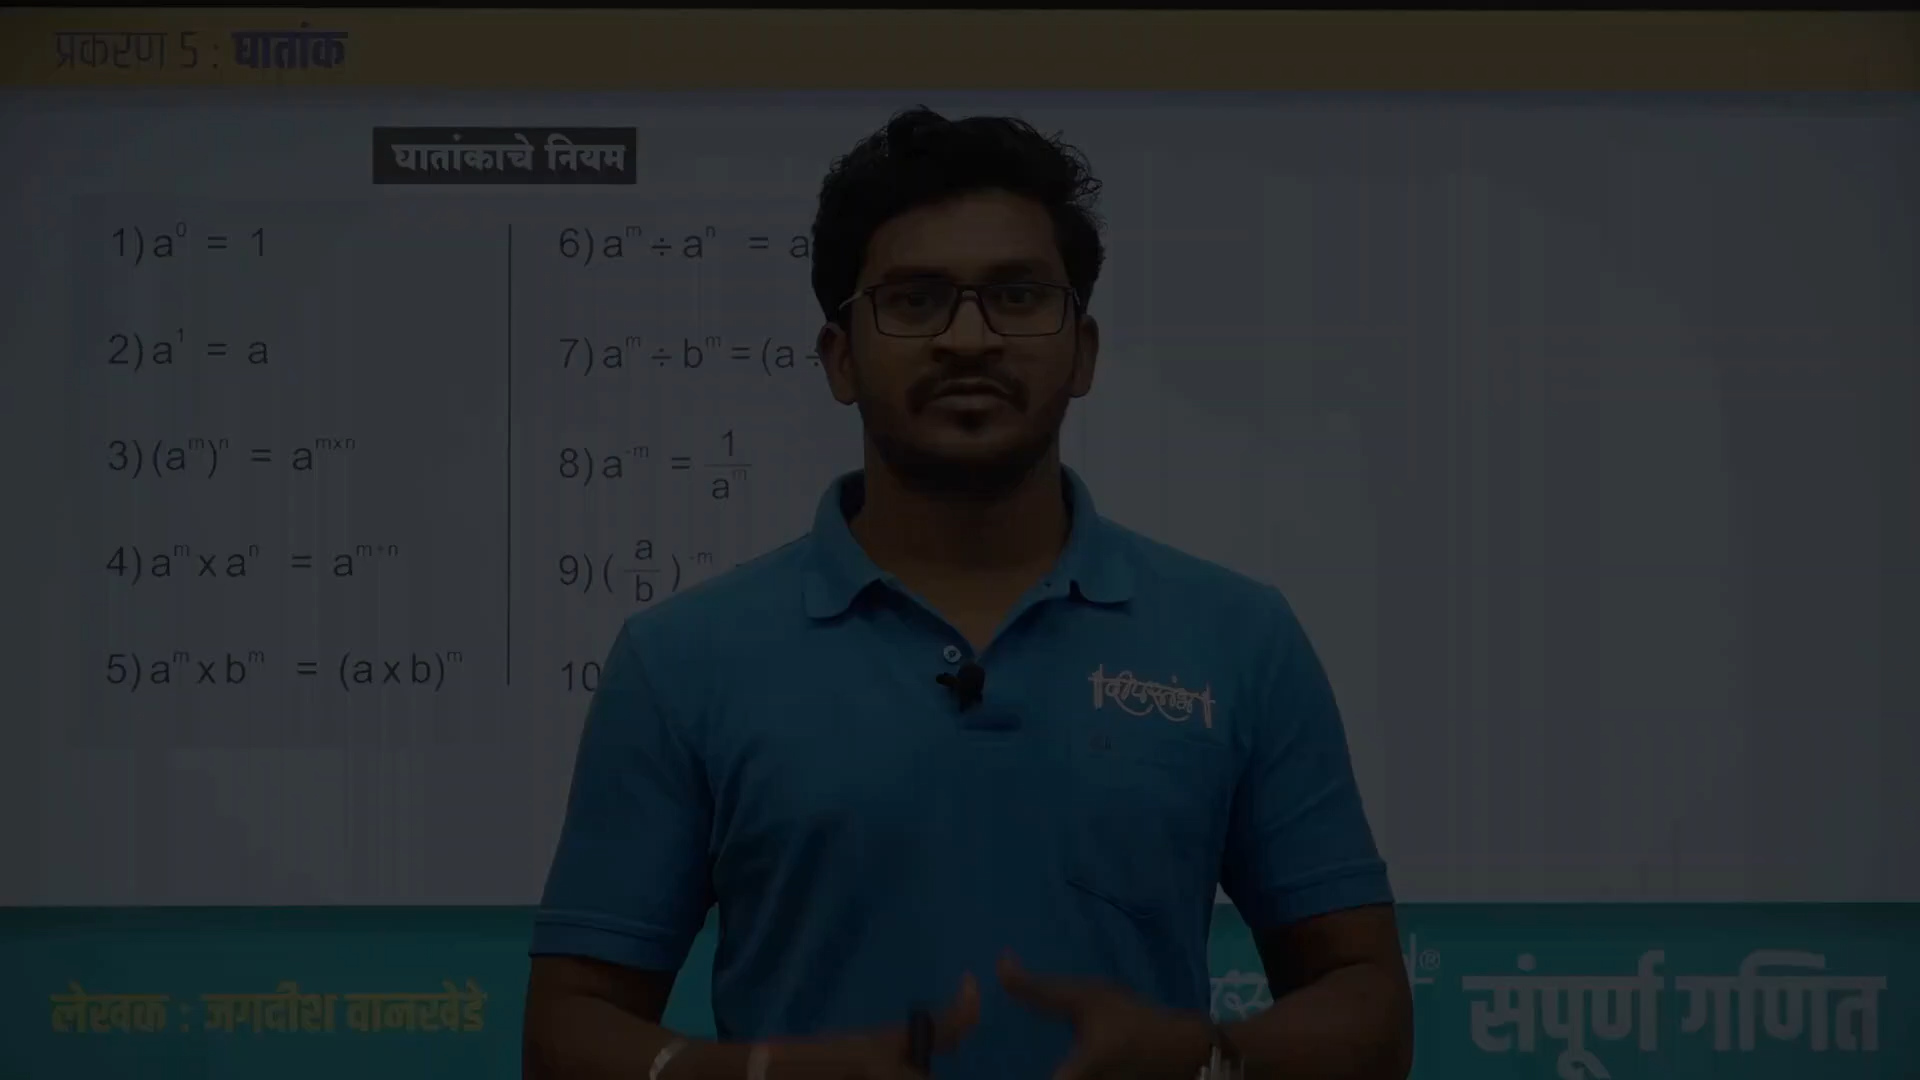 प्रकरण 5 : घातांक
घातांकाचे नियम
1) a⁰ = 1
2) a¹ = a
3) (aᵐ)ⁿ = aᵐˣⁿ
4) aᵐ x aⁿ = aᵐ⁺ⁿ
5) aᵐ x bᵐ = (a x b)ᵐ
6) aᵐ ÷ aⁿ = a
7) aᵐ ÷ bᵐ = (a ÷
8) a⁻ᵐ = 1/aᵐ
9) (a/b)⁻ᵐ
10
दीपस्तंभ
लेखक : जगदीश वानखेडे
संपूर्ण गणित